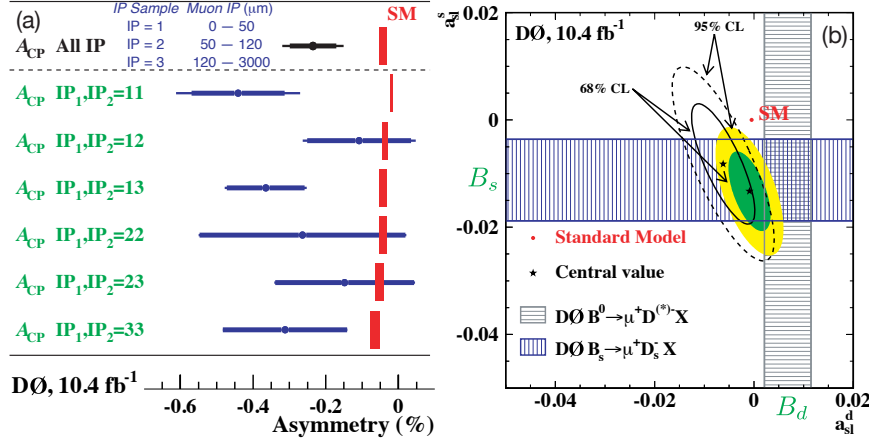 (a)
IP Sample Muon IP (μm)
IP = 1 0 — 50
IP = 2 50 — 120
IP = 3 120 — 3000
SM
A_CP All IP
A_CP IP₁,IP₂=11
A_CP IP₁,IP₂=12
A_CP IP₁,IP₂=13
A_CP IP₁,IP₂=22
A_CP IP₁,IP₂=23
A_CP IP₁,IP₂=33
DØ, 10.4 fb⁻¹
-0.6 -0.4 -0.2 0
Asymmetry (%)
a^s_sl
0.02
0
-0.02
-0.04
DØ, 10.4 fb⁻¹
95% CL
(b)
68% CL
SM
B_s
Standard Model
Central value
DØ B⁰→μ⁺D⁽*⁾⁻X
DØ B_s→μ⁺D_s⁻X
B_d
-0.04 -0.02 0 0.02
a^d_sl